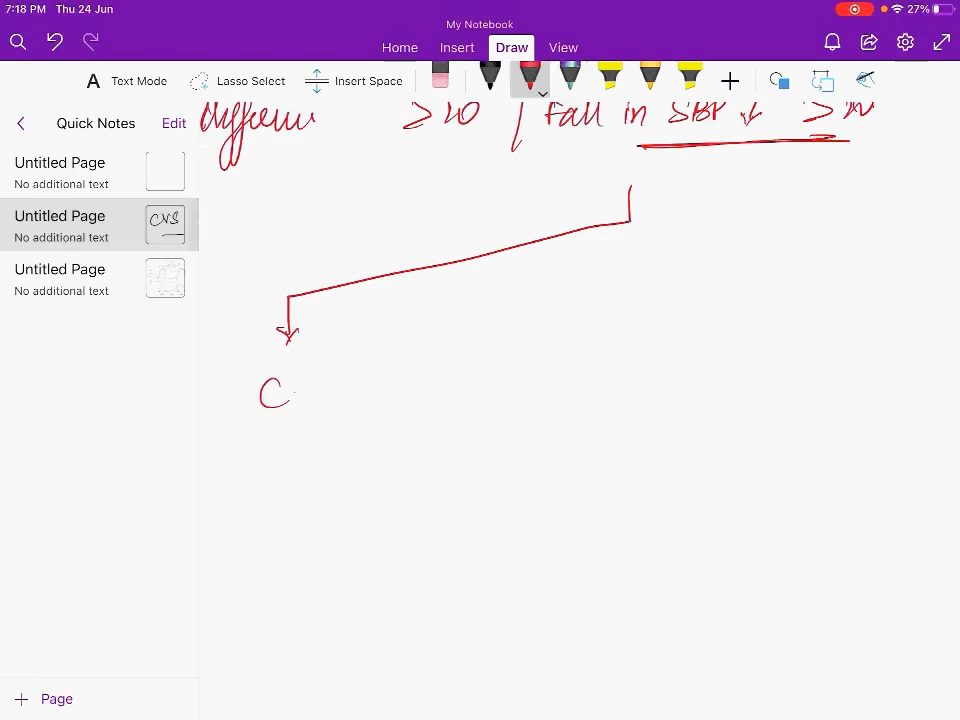 7:18 PM Thu 24 Jun
27%
My Notebook
Home Insert Draw View
Text Mode Lasso Select Insert Space
Quick Notes Edit
Untitled Page
No additional text
Untitled Page
No additional text
CNS
Untitled Page
No additional text
Fall in SBP ↓
C
Page